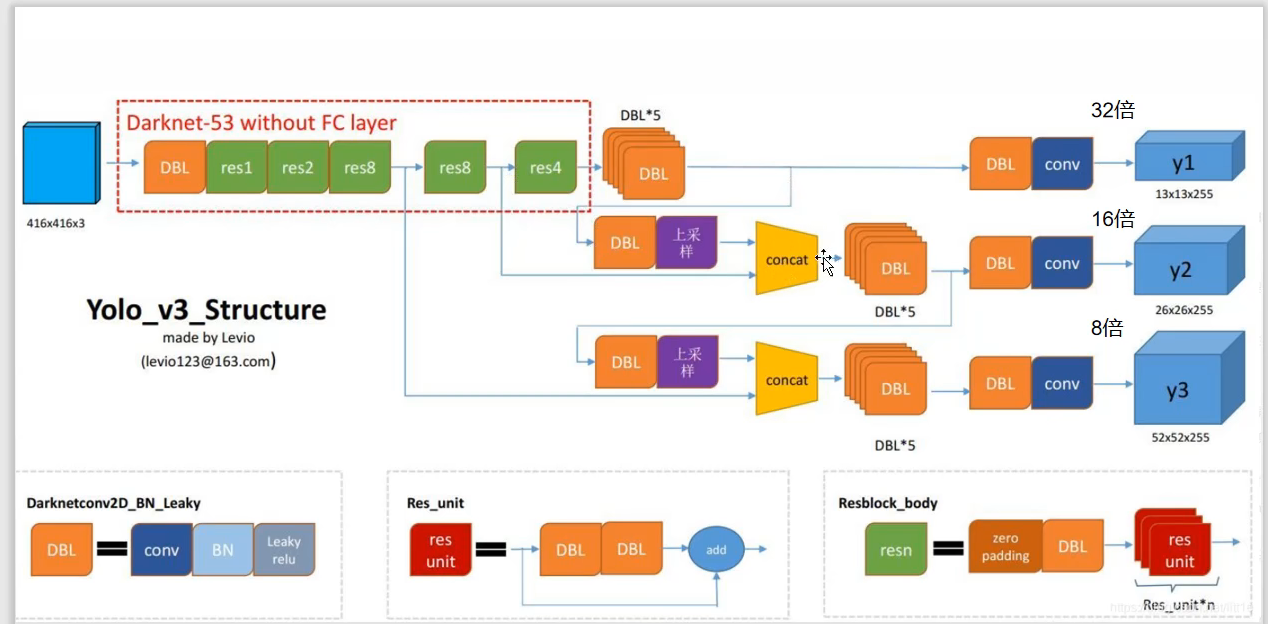 Darknet-53 without FC layer
DBL
res1
res2
res8
res8
res4
416x416x3
DBL*5
DBL
DBL
conv
32倍
y1
13x13x255
DBL
上采
样
concat
DBL
DBL*5
DBL
conv
16倍
y2
26x26x255
Yolo_v3_Structure
made by Levio
(levio123@163.com)
DBL
上采
样
concat
DBL
DBL*5
DBL
conv
8倍
y3
52x52x255
Darknetconv2D_BN_Leaky
DBL
conv
BN
Leaky
relu
Res_unit
res
unit
DBL
DBL
add
Resblock_body
resn
zero
padding
DBL
res
unit
Res_unit*n